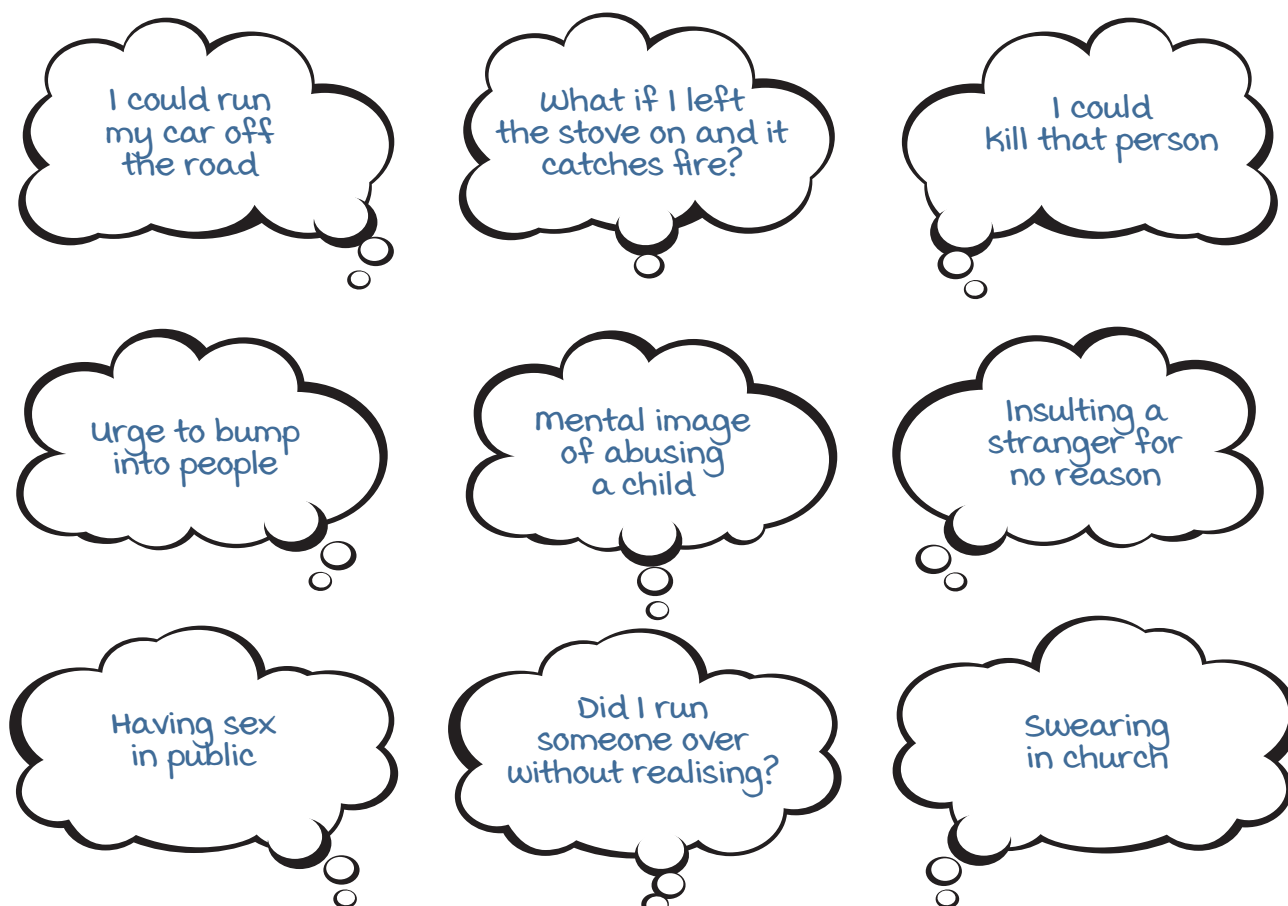 I could run
my car off
the road
What if I left
the stove on and it
catches fire?
I could
kill that person
Urge to bump
into people
Mental image
of abusing
a child
Insulting a
stranger for
no reason
Having sex
in public
Did I run
someone over
without realising?
Swearing
in church